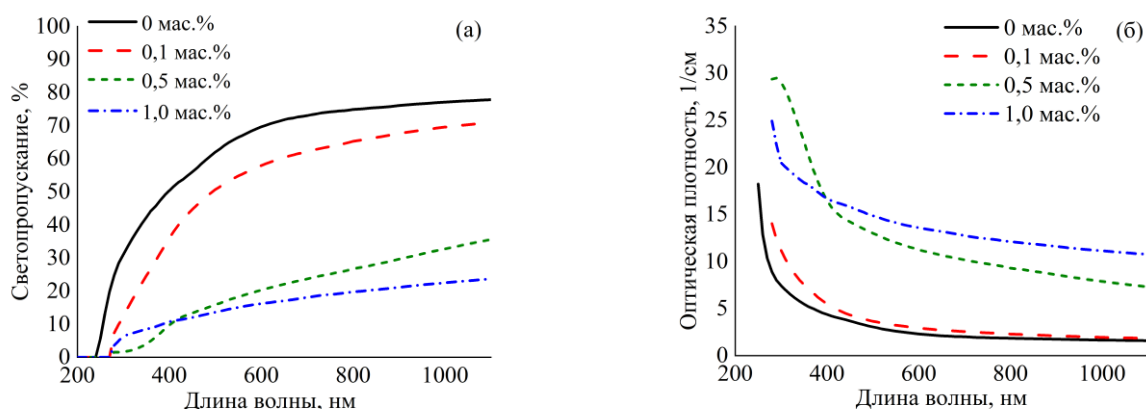 (а)
Светопропускание, %
100
90
80
70
60
50
40
30
20
10
0
0 мас.%
0,1 мас.%
0,5 мас.%
1,0 мас.%
200 400 600 800 1000
Длина волны, нм
(б)
Оптическая плотность, 1/см
35
30
25
20
15
10
5
0
0 мас.%
0,1 мас.%
0,5 мас.%
1,0 мас.%
200 400 600 800 1000
Длина волны, нм